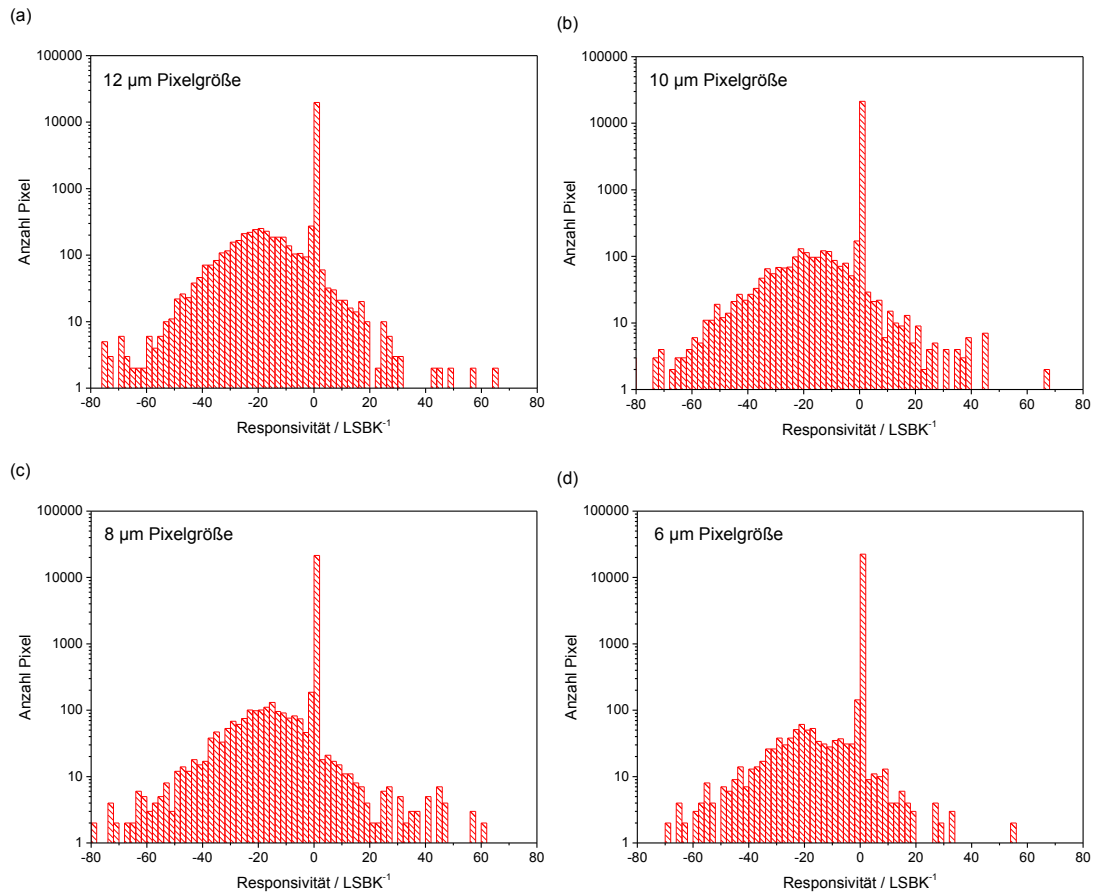 (a)
12 µm Pixelgröße
Anzahl Pixel
100000
10000
1000
100
10
1
-80 -60 -40 -20 0 20 40 60 80
Responsivität / LSBK⁻¹
(b)
10 µm Pixelgröße
Anzahl Pixel
100000
10000
1000
100
10
1
-80 -60 -40 -20 0 20 40 60 80
Responsivität / LSBK⁻¹
(c)
8 µm Pixelgröße
Anzahl Pixel
100000
10000
1000
100
10
1
-80 -60 -40 -20 0 20 40 60 80
Responsivität / LSBK⁻¹
(d)
6 µm Pixelgröße
Anzahl Pixel
100000
10000
1000
100
10
1
-80 -60 -40 -20 0 20 40 60 80
Responsivität / LSBK⁻¹